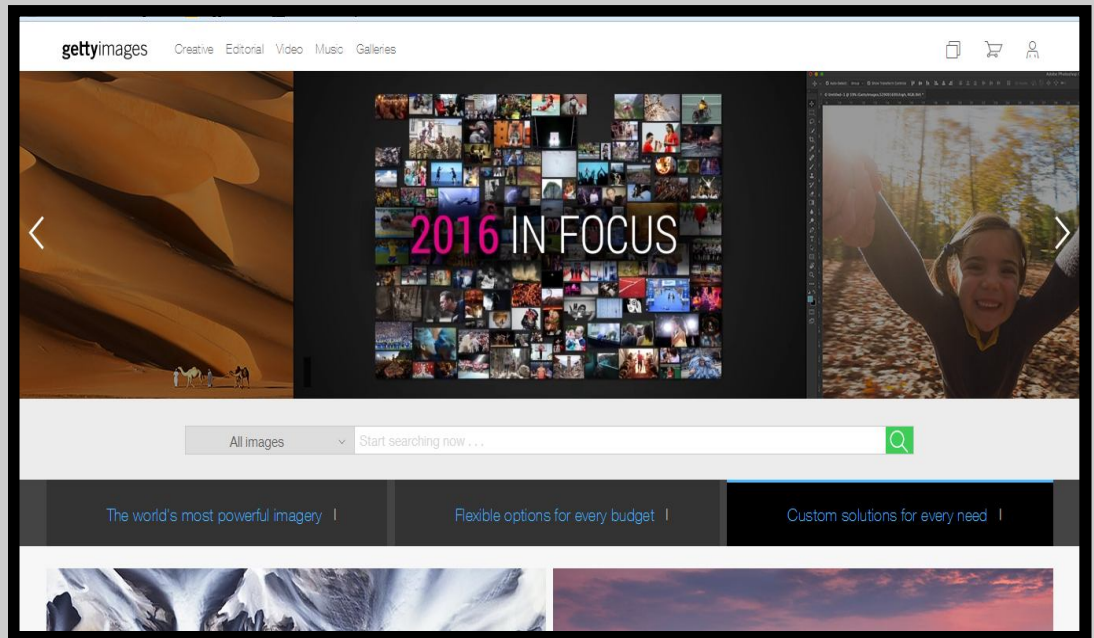 gettyimages Creative Editorial Video Music Galleries
2016 IN FOCUS
All images Start searching now . . .
The world's most powerful imagery | Flexible options for every budget | Custom solutions for every need |